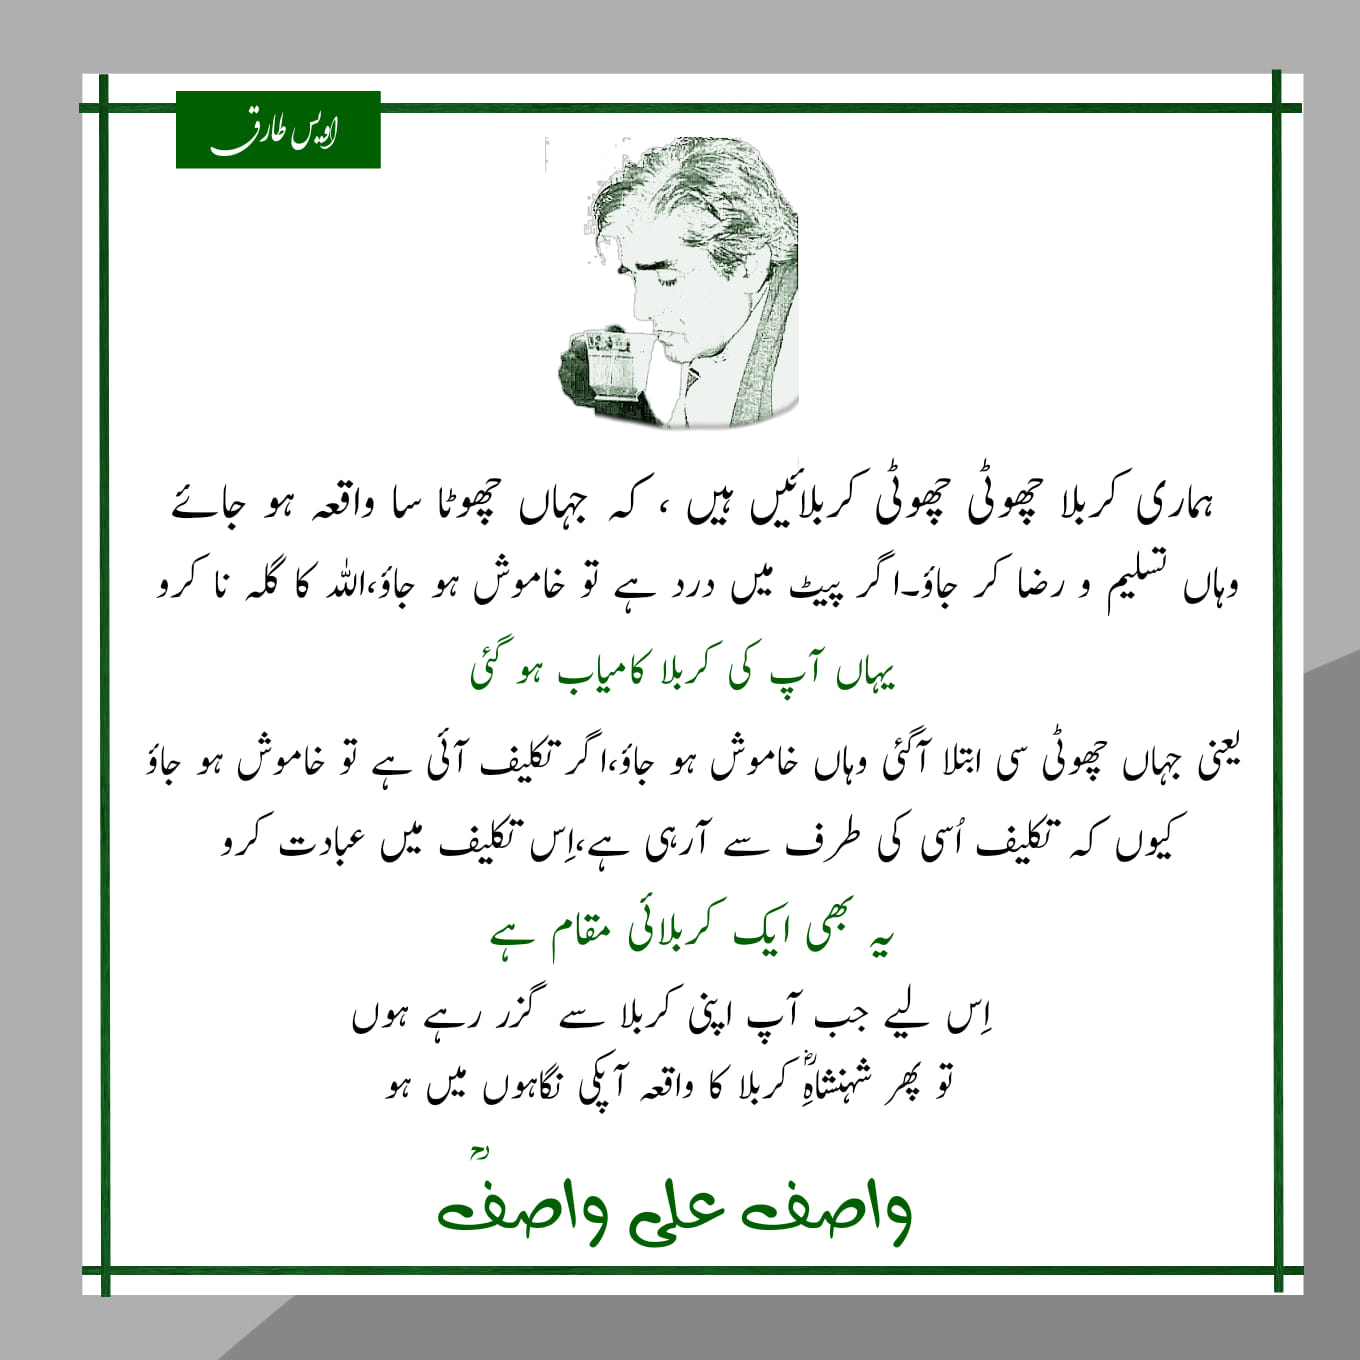 اویس طارق
ہماری کربلا چھوٹی چھوٹی کربلائیں ہیں ، کہ جہاں چھوٹا سا واقعہ ہو جائے
وہاں تسلیم و رضا کر جاؤ۔اگر پیٹ میں درد ہے تو خاموش ہو جاؤ،اللہ کا گلہ نا کرو
یہاں آپ کی کربلا کامیاب ہو گئی
یعنی جہاں چھوٹی سی ابتلا آگئی وہاں خاموش ہو جاؤ،اگر تکلیف آئی ہے تو خاموش ہو جاؤ
کیوں کہ تکلیف اُسی کی طرف سے آرہی ہے،اِس تکلیف میں عبادت کرو
یہ بھی ایک کربلائی مقام ہے
اِس لیے جب آپ اپنی کربلا سے گزر رہے ہوں
تو پھر شہنشاہِؓ کربلا کا واقعہ آپکی نگاہوں میں ہو
واصف علی واصفؒ